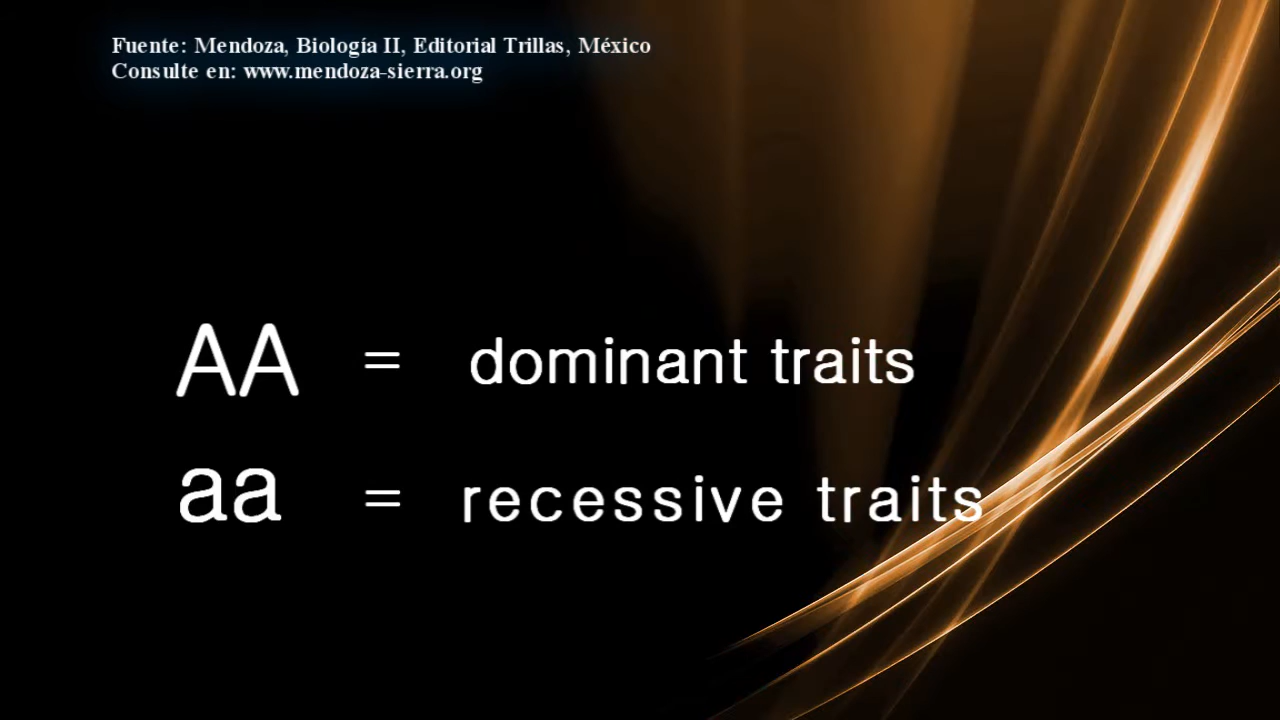 Fuente: Mendoza, Biología II, Editorial Trillas, México
Consulte en: www.mendoza-sierra.org
AA = dominant traits
aa = recessive traits